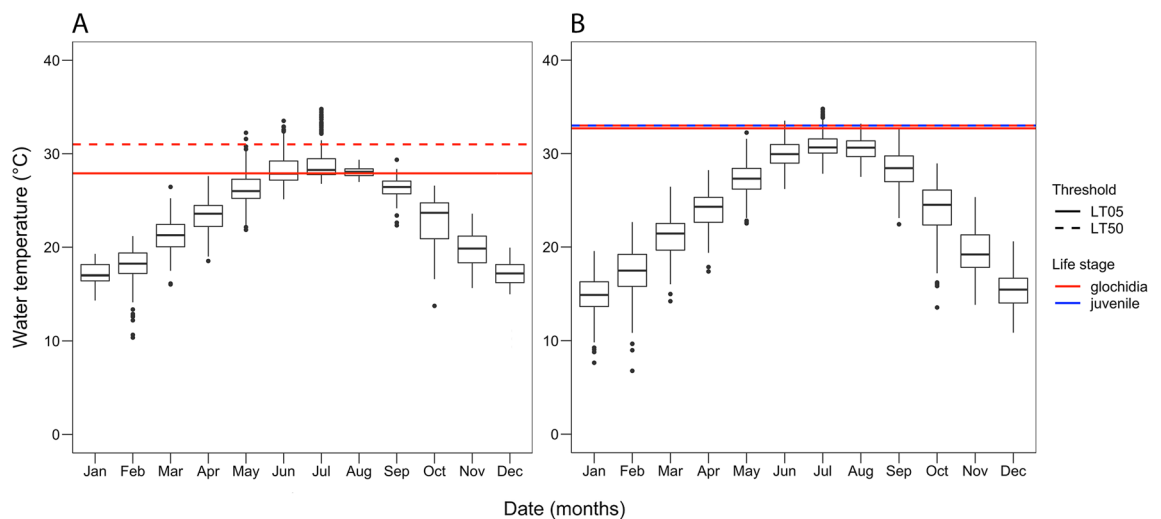 A
B
Water temperature (°C)
40
30
20
10
0
Jan Feb Mar Apr May Jun Jul Aug Sep Oct Nov Dec
40
30
20
10
0
Jan Feb Mar Apr May Jun Jul Aug Sep Oct Nov Dec
Date (months)
Threshold
LT05
LT50
Life stage
glochidia
juvenile